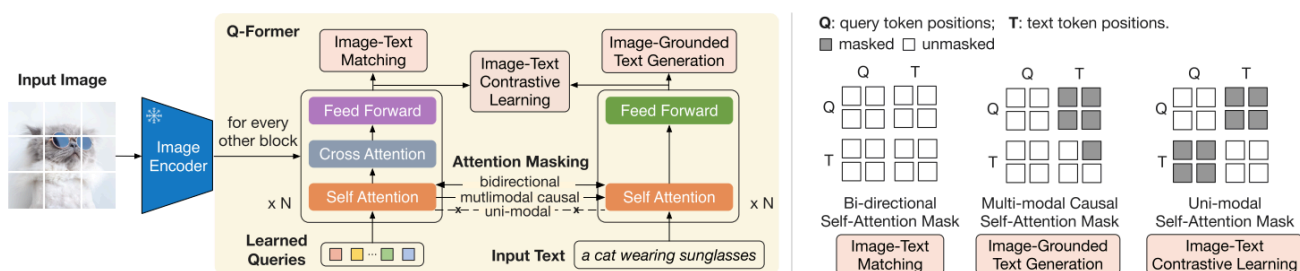 Q-Former
Input Image
Image
Encoder
for every
other block
Image-Text
Matching
Image-Text
Contrastive
Learning
Image-Grounded
Text Generation
Feed Forward
Feed Forward
Cross Attention
Attention Masking
bidirectional
mutlimodal causal
uni-modal
Self Attention
Self Attention
x N
x N
Learned
Queries
...
Input Text
a cat wearing sunglasses
Q: query token positions; T: text token positions.
masked
unmasked
Q T
Q
T
Bi-directional
Self-Attention Mask
Image-Text
Matching
Q T
Q
T
Multi-modal Causal
Self-Attention Mask
Image-Grounded
Text Generation
Q T
Q
T
Uni-modal
Self-Attention Mask
Image-Text
Contrastive Learning